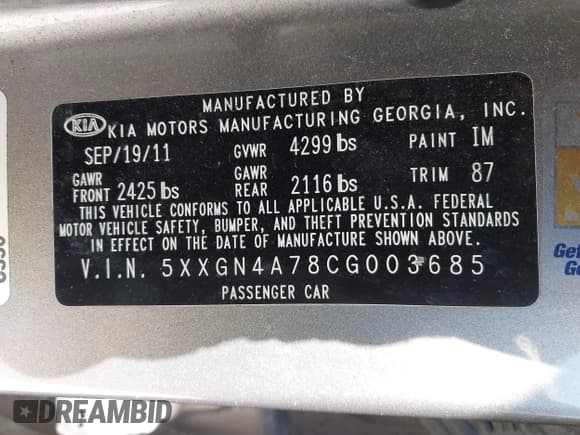 MANUFACTURED BY
KIA KIA MOTORS MANUFACTURING GEORGIA, INC.
SEP/19/11 GVWR 4299 lbs PAINT IM
GAWR FRONT 2425 lbs GAWR REAR 2116 lbs TRIM 87
THIS VEHICLE CONFORMS TO ALL APPLICABLE U.S.A. FEDERAL
MOTOR VEHICLE SAFETY, BUMPER, AND THEFT PREVENTION STANDARDS
IN EFFECT ON THE DATE OF MANUFACTURE SHOWN ABOVE.
V.I.N. 5XXGN4A78CG003685
PASSENGER CAR
DREAMBID